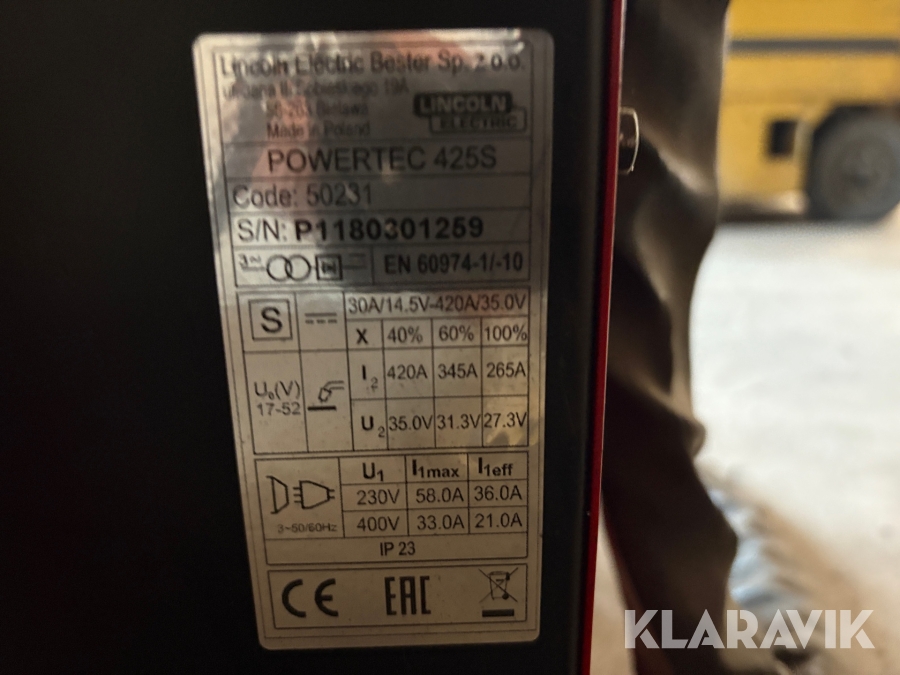 Lincoln Electric Bester Sp. z o.o.
19A
Made in Poland
LINCOLN
ELECTRIC
POWERTEC 425S
Code: 50231
S/N: P1180301259
3~
EN 60974-1/-10
S
30A/14.5V-420A/35.0V
X 40% 60% 100%
U₀(V)
17-52
I₂ 420A 345A 265A
U₂ 35.0V 31.3V 27.3V
U₁ I₁max I₁eff
230V 58.0A 36.0A
400V 33.0A 21.0A
3~50/60Hz
IP 23
CE EAC
KLARAVIK